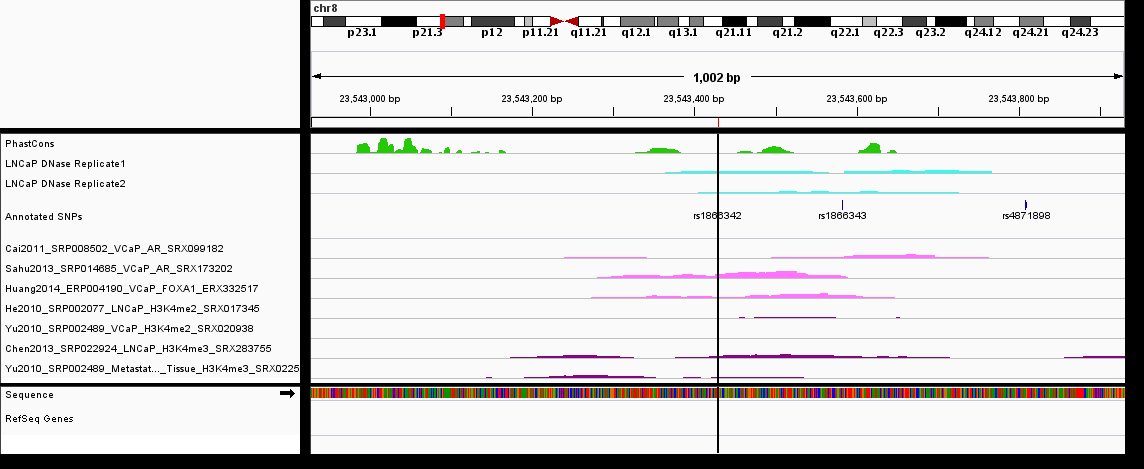 chr8
p23.1 p21.3 p12 p11.21 q11.21 q12.1 q13.1 q21.11 q21.2 q22.1 q22.3 q23.2 q24.12 q24.21 q24.23
1,002 bp
23,543,000 bp 23,543,200 bp 23,543,400 bp 23,543,600 bp 23,543,800 bp
PhastCons
LNCaP DNase Replicate1
LNCaP DNase Replicate2
Annotated SNPs
rs1866342 rs1866343 rs4871898
Cai2011_SRP008502_VCaP_AR_SRX099182
Sahu2013_SRP014685_VCaP_AR_SRX173202
Huang2014_ERP004190_VCaP_FOXA1_ERX332517
He2010_SRP002077_LNCaP_H3K4me2_SRX017345
Yu2010_SRP002489_VCaP_H3K4me2_SRX020938
Chen2013_SRP022924_LNCaP_H3K4me3_SRX283755
Yu2010_SRP002489_Metastat..._Tissue_H3K4me3_SRX0225
Sequence
RefSeq Genes